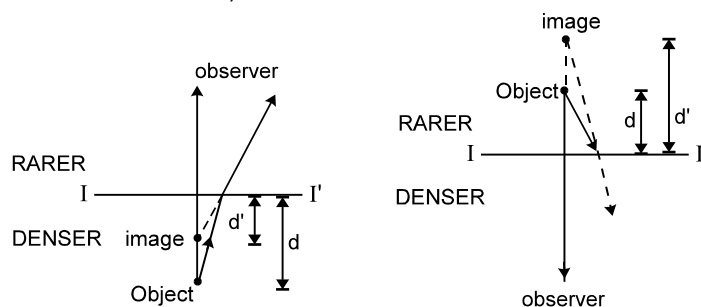 observer
RARER
I
I'
DENSER
image
d'
d
Object
image
Object
RARER
d
d'
I
DENSER
observer